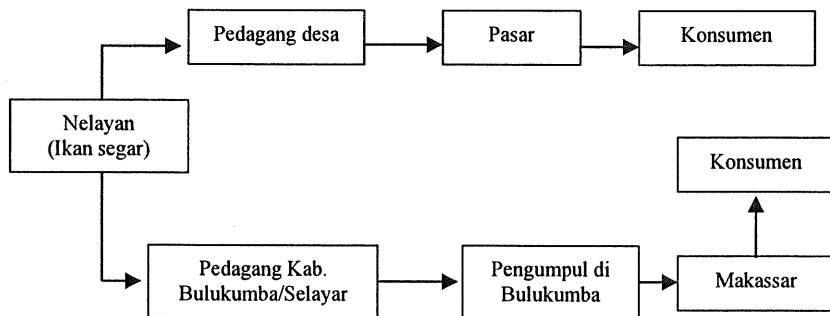 Pedagang desa
Pasar
Konsumen
Nelayan
(Ikan segar)
Konsumen
Pedagang Kab.
Bulukumba/Selayar
Pengumpul di
Bulukumba
Makassar